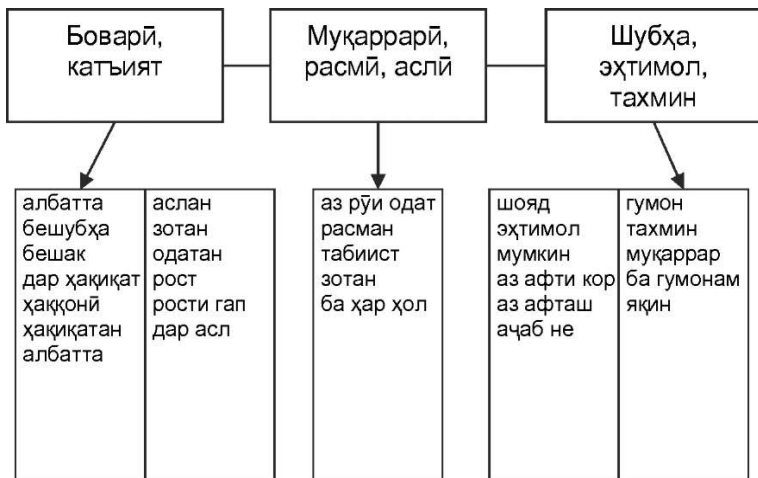 Боварӣ,
катъият
Муқаррарӣ,
расмӣ, аслӣ
Шубҳа,
эҳтимол,
тахмин
албатта
бешубҳа
бешак
дар ҳақиқат
ҳаққонӣ
ҳақиқатан
албатта
аслан
зотан
одатан
рост
рости гап
дар асл
аз рӯи одат
расман
табиист
зотан
ба ҳар ҳол
шояд
эҳтимол
мумкин
аз афти кор
аз афташ
аҷаб не
гумон
тахмин
муқаррар
ба гумонам
яқин